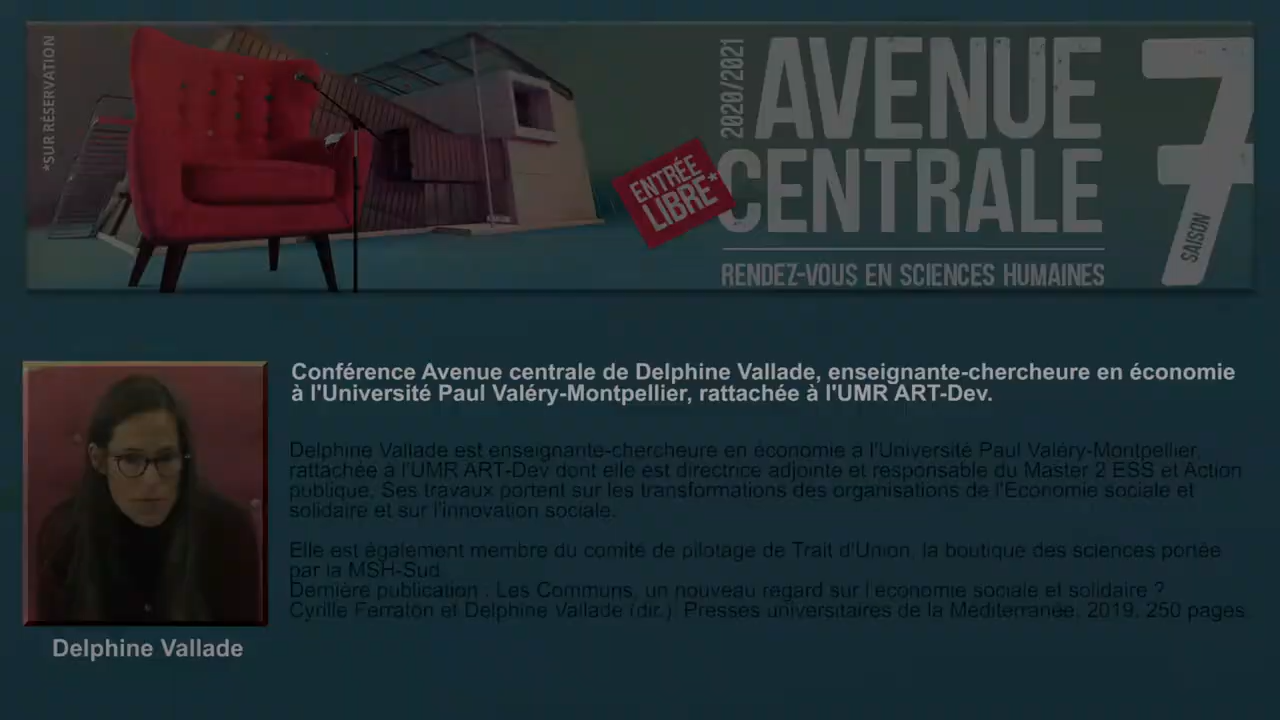 *SUR RÉSERVATION
2020/2021
AVENUE
CENTRALE
7
SAISON
ENTRÉE
LIBRE*
RENDEZ-VOUS EN SCIENCES HUMAINES
Conférence Avenue centrale de Delphine Vallade, enseignante-chercheure en économie
à l'Université Paul Valéry-Montpellier, rattachée à l'UMR ART-Dev.
Delphine Vallade est enseignante-chercheure en économie à l'Université Paul Valéry-Montpellier,
rattachée à l'UMR ART-Dev dont elle est directrice adjointe et responsable du Master 2 ESS et Action
publique. Ses travaux portent sur les transformations des organisations de l'Economie sociale et
solidaire et sur l'innovation sociale.
Elle est également membre du comité de pilotage de Trait d'Union, la boutique des sciences portée
par la MSH-Sud.
Dernière publication : Les Communs, un nouveau regard sur l'économie sociale et solidaire ?
Cyrille Ferraton et Delphine Vallade (dir.). Presses universitaires de la Méditerranée, 2019, 250 pages.
Delphine Vallade